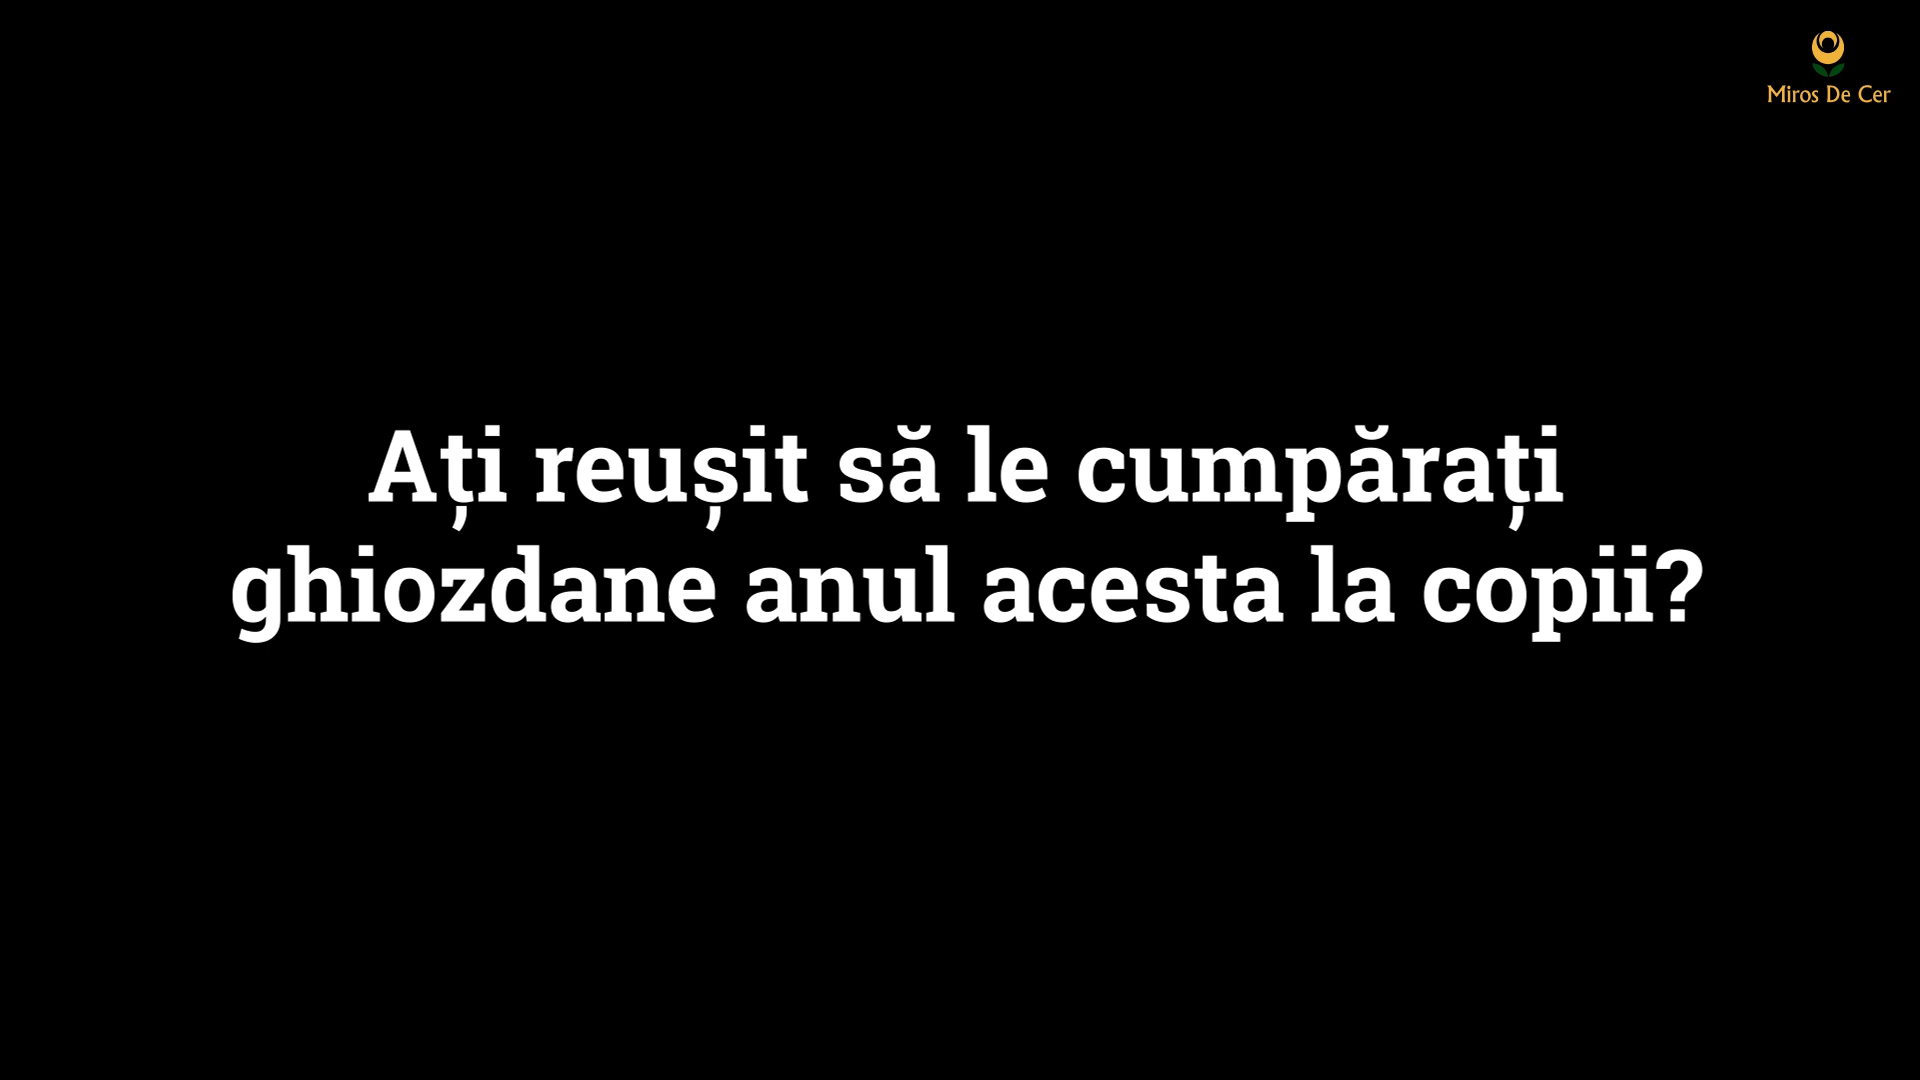 Miros De Cer
Ați reușit să le cumpărați
ghiozdane anul acesta la copii?